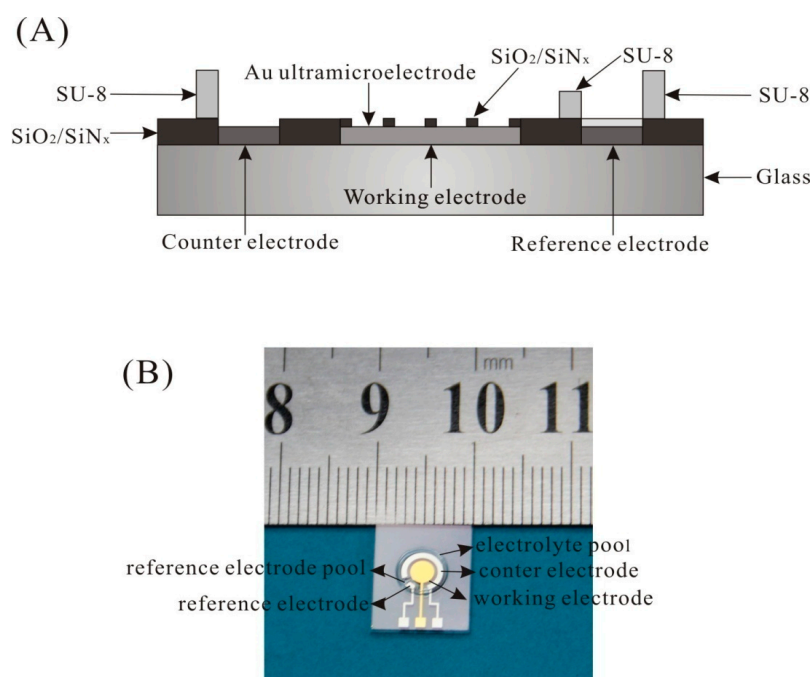 (A)
SiO2/SiNx
SU-8
Au ultramicroelectrode
SU-8
SU-8
SiO2/SiNx
Glass
Working electrode
Counter electrode
Reference electrode
(B)
mm
8 9 10 11
electrolyte pool
reference electrode pool
conter electrode
reference electrode
working electrode